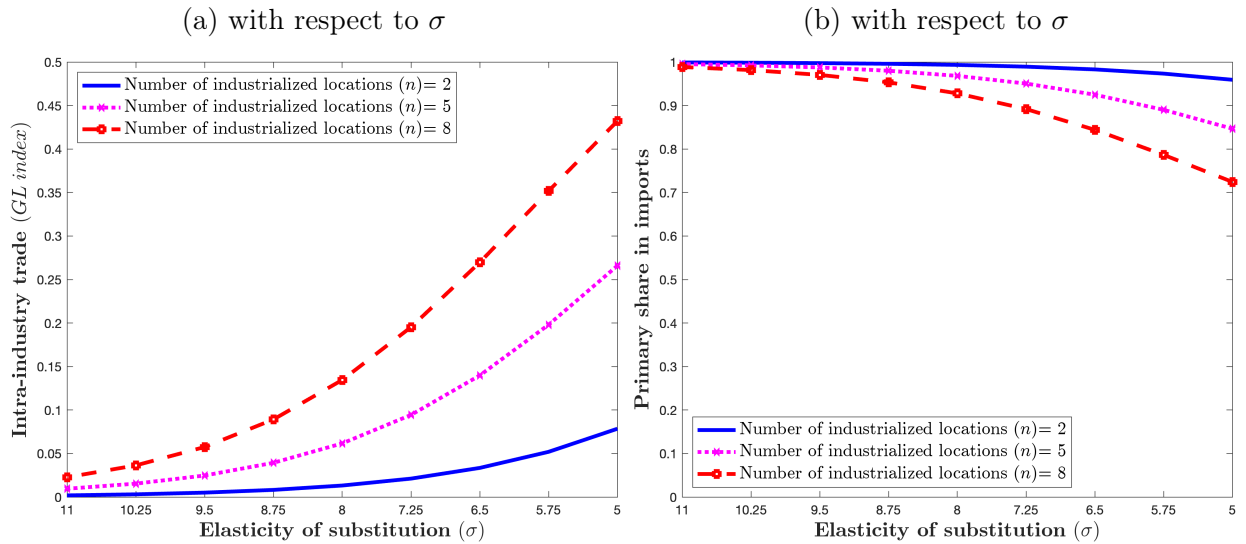 (a) with respect to σ
0.5
0.45
0.4
0.35
0.3
0.25
0.2
0.15
0.1
0.05
0
Intra-industry trade (GL index)
Number of industrialized locations (n)= 2
Number of industrialized locations (n)= 5
Number of industrialized locations (n)= 8
11 10.25 9.5 8.75 8 7.25 6.5 5.75 5
Elasticity of substitution (σ)
(b) with respect to σ
1
0.9
0.8
0.7
0.6
0.5
0.4
0.3
0.2
0.1
0
Primary share in imports
Number of industrialized locations (n)= 2
Number of industrialized locations (n)= 5
Number of industrialized locations (n)= 8
11 10.25 9.5 8.75 8 7.25 6.5 5.75 5
Elasticity of substitution (σ)